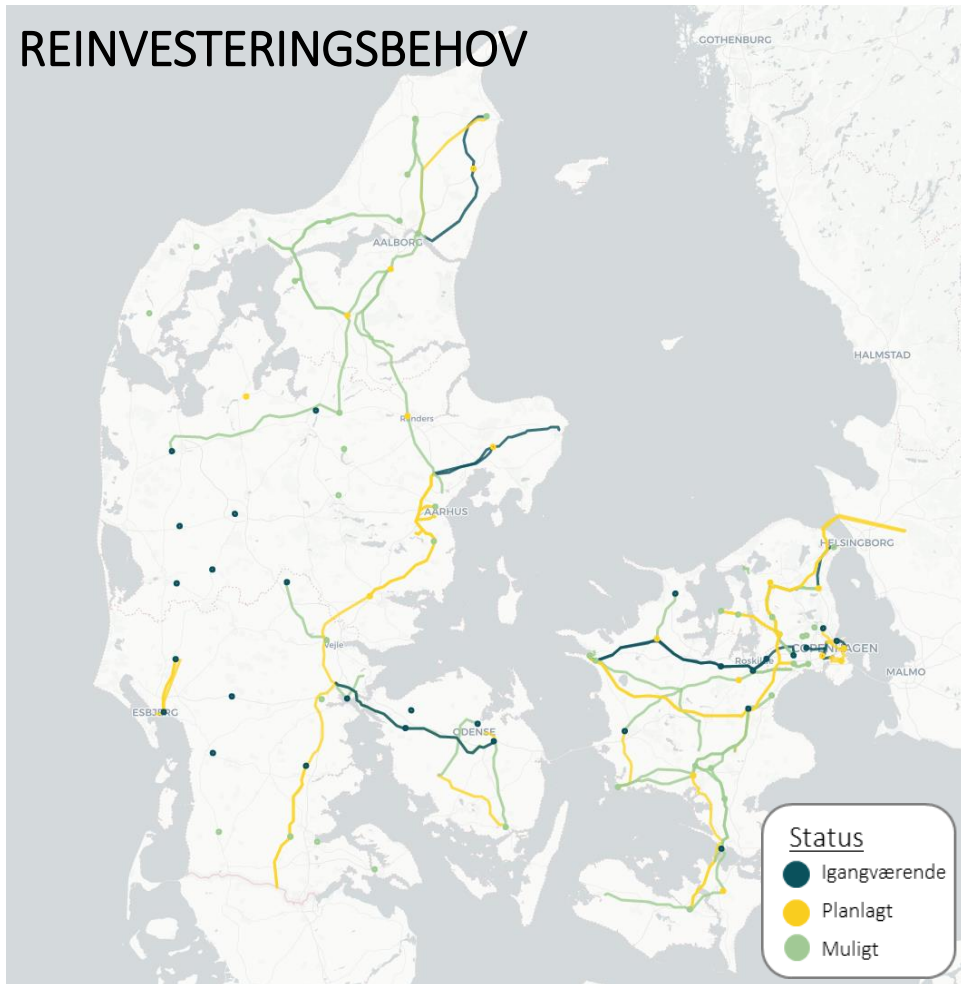 REINVESTERINGSBEHOV
GOTHENBURG
AALBORG
HALMSTAD
Randers
AARHUS
HELSINGBORG
Vejle
COPENHAGEN
Roskilde
MALMO
ESBJERG
ODENSE
Status
Igangværende
Planlagt
Muligt